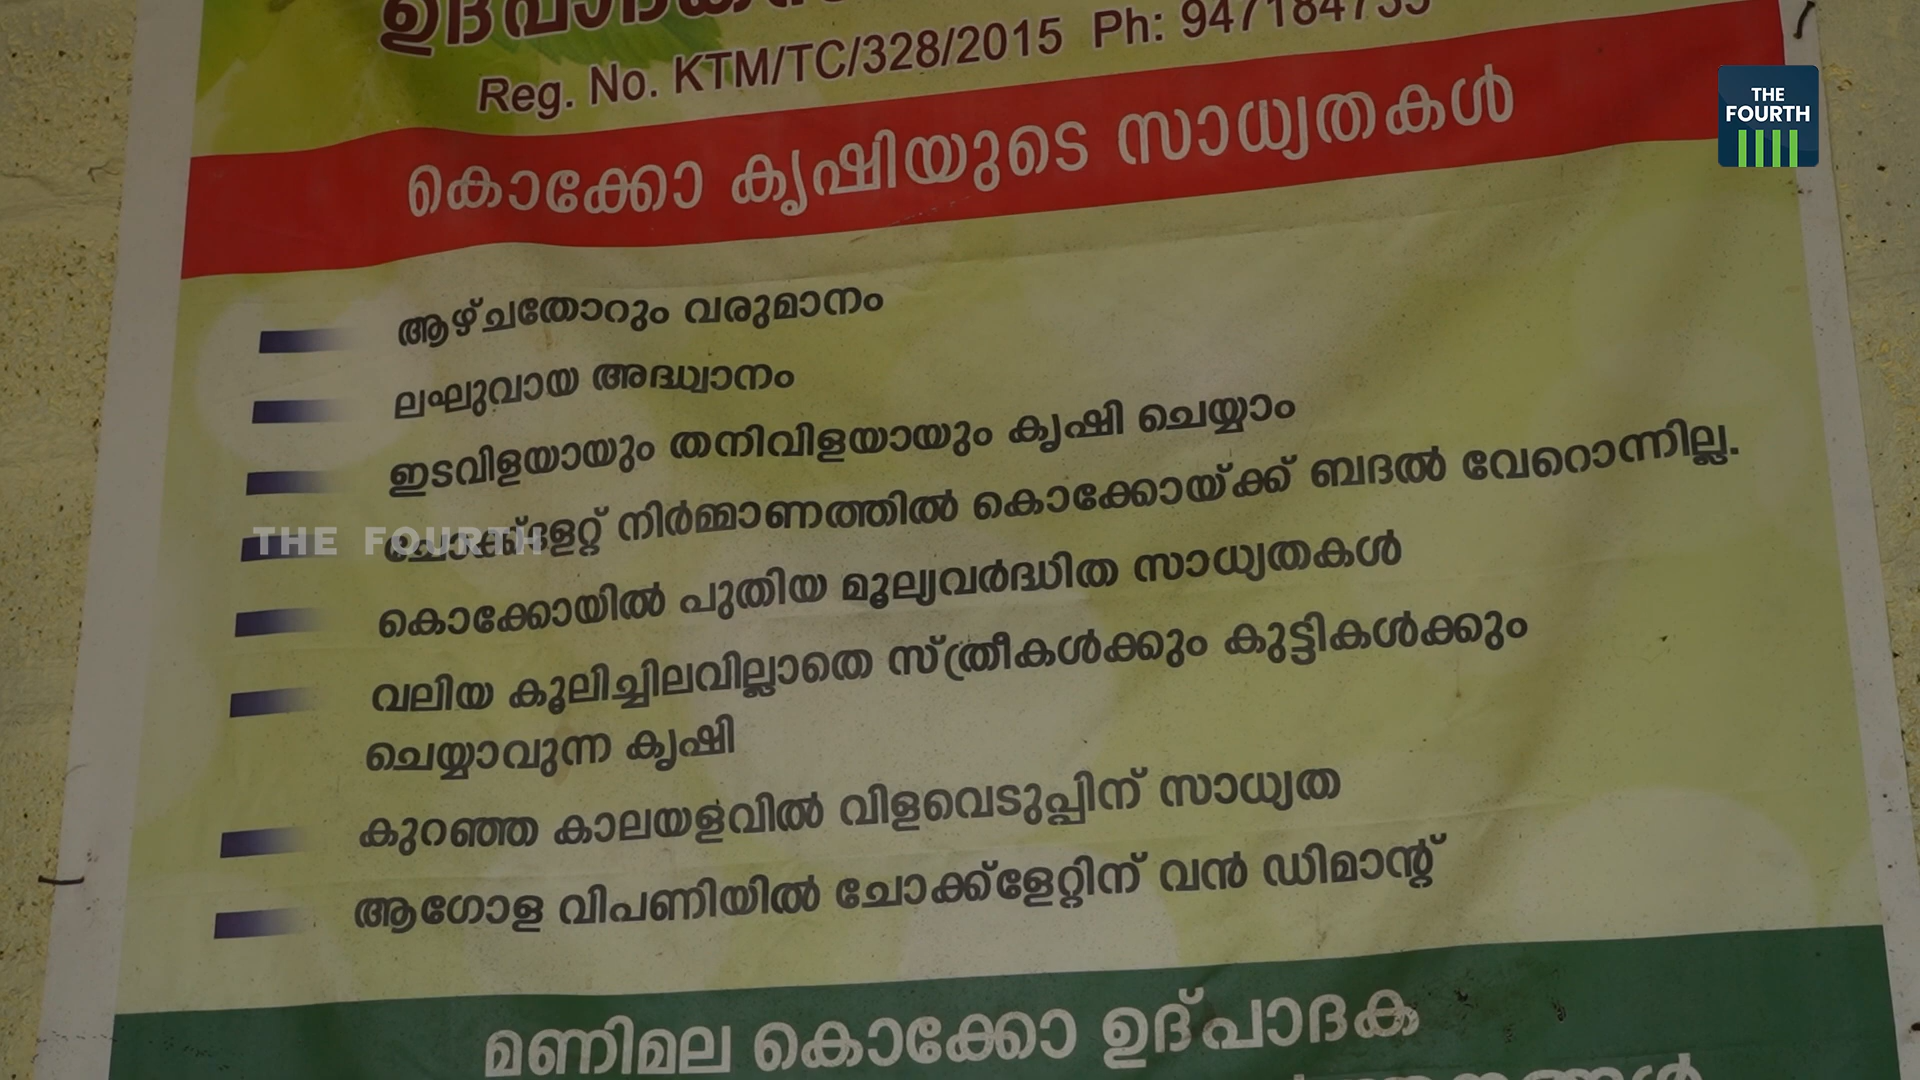 Reg. No. KTM/TC/328/2015 Ph:
കൊക്കോ കൃഷിയുടെ സാധ്യതകൾ
THE
FOURTH
ആഴ്ചതോറും വരുമാനം
ലഘുവായ അദ്ധ്വാനം
ഇടവിളയായും തനിവിളയായും കൃഷി ചെയ്യാം
ചോക്ക്ളേറ്റ് നിർമ്മാണത്തിൽ കൊക്കോയ്ക്ക് ബദൽ വേറൊന്നില്ല.
THE FOURTH
കൊക്കോയിൽ പുതിയ മൂല്യവർദ്ധിത സാധ്യതകൾ
വലിയ കൂലിച്ചിലവില്ലാതെ സ്ത്രീകൾക്കും കുട്ടികൾക്കും
ചെയ്യാവുന്ന കൃഷി
കുറഞ്ഞ കാലയളവിൽ വിളവെടുപ്പിന് സാധ്യത
ആഗോള വിപണിയിൽ ചോക്ക്ളേറ്റിന് വൻ ഡിമാന്റ്
മണിമല കൊക്കോ ഉദ്പാദക